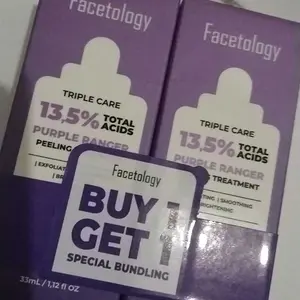 Facetology
TRIPLE CARE
13,5% TOTAL ACIDS
PURPLE RANGER
PEELING
Facetology
TRIPLE CARE
13,5% TOTAL ACIDS
PURPLE RANGER
TREATMENT
SMOOTHING
Facetology
BUY 1
GET 1
SPECIAL BUNDLING
33mL / 1,12 fl OZ